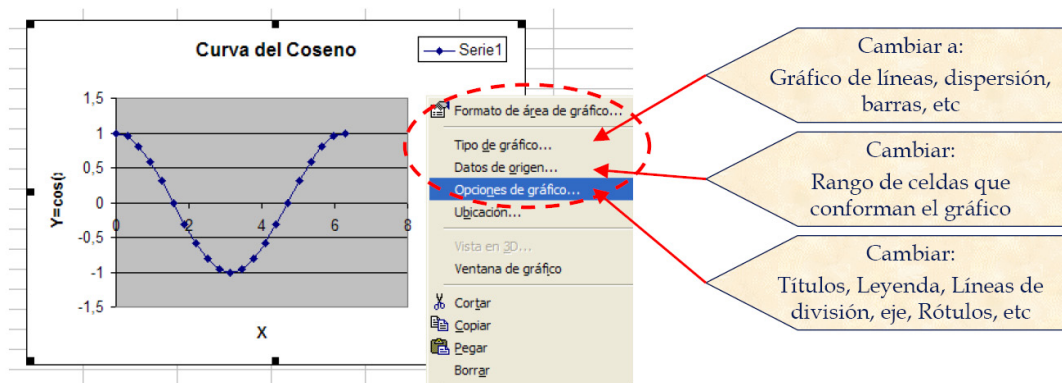 Curva del Coseno
Serie1
1,5
1
0,5
0
-0,5
-1
-1,5
0
2
4
6
8
Y=cos(
X
Formato de área de gráfico...
Tipo de gráfico...
Datos de origen...
Opciones de gráfico...
Ubicación...
Vista en 3D...
Ventana de gráfico
Cortar
Copiar
Pegar
Borrar
Cambiar a:
Gráfico de líneas, dispersión,
barras, etc
Cambiar:
Rango de celdas que
conforman el gráfico
Cambiar:
Títulos, Leyenda, Líneas de
división, eje, Rótulos, etc